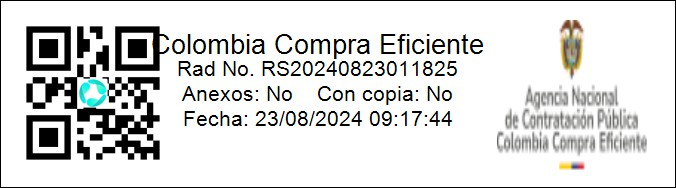 Colombia Compra Eficiente
Rad No. RS20240823011825
Anexos: No    Con copia: No
Fecha: 23/08/2024 09:17:44
Agencia Nacional
de Contratación Pública
Colombia Compra Eficiente